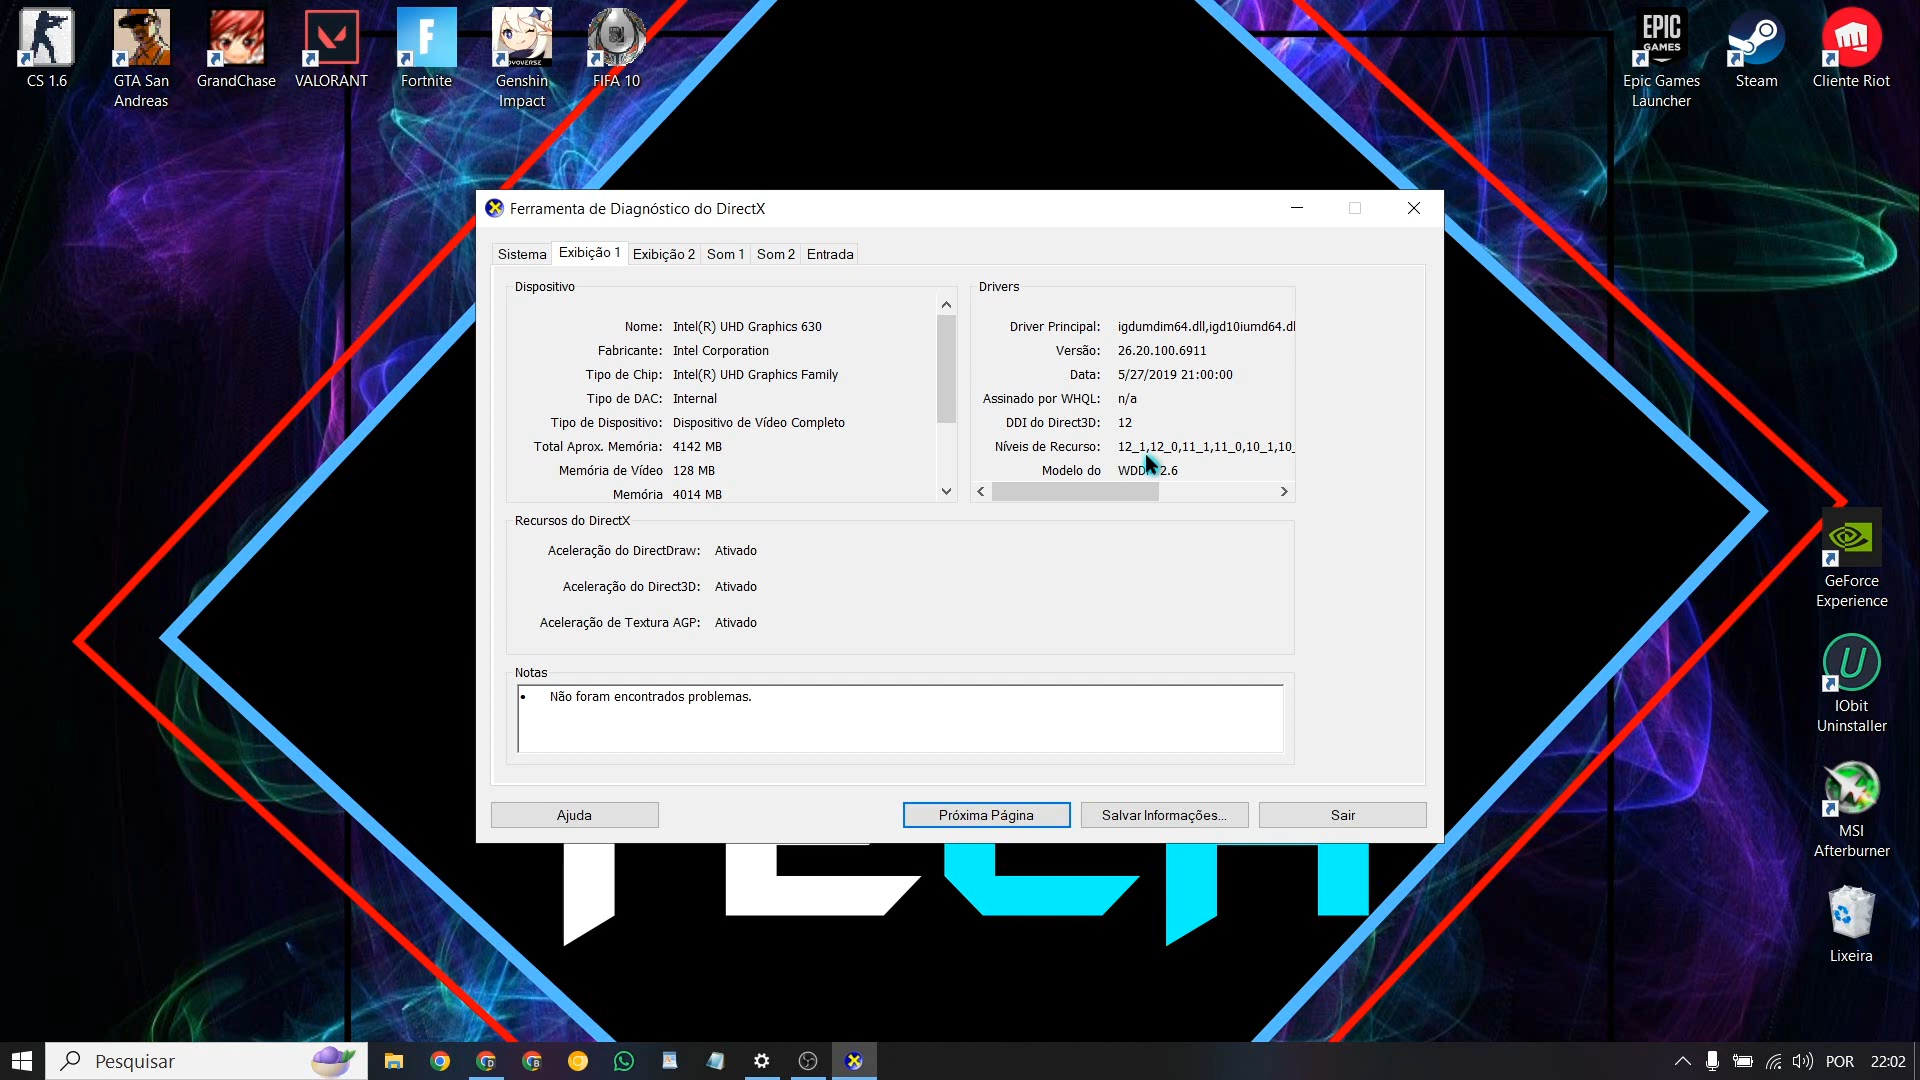 CS 1.6
GTA San
Andreas
GrandChase
VALORANT
Fortnite
Genshin
Impact
FIFA 10
EPIC
GAMES
Epic Games
Launcher
Steam
Cliente Riot
Ferramenta de Diagnóstico do DirectX
Sistema
Exibição 1
Exibição 2
Som 1
Som 2
Entrada
Dispositivo
Nome: Intel(R) UHD Graphics 630
Fabricante: Intel Corporation
Tipo de Chip: Intel(R) UHD Graphics Family
Tipo de DAC: Internal
Tipo de Dispositivo: Dispositivo de Vídeo Completo
Total Aprox. Memória: 4142 MB
Memória de Vídeo 128 MB
Memória 4014 MB
Drivers
Driver Principal: igdumdim64.dll,igd10iumd64.dl
Versão: 26.20.100.6911
Data: 5/27/2019 21:00:00
Assinado por WHQL: n/a
DDI do Direct3D: 12
Níveis de Recurso: 12_1,12_0,11_1,11_0,10_1,10_
Modelo do 2.6
Recursos do DirectX
Aceleração do DirectDraw: Ativado
Aceleração do Direct3D: Ativado
Aceleração de Textura AGP: Ativado
Notas
• Não foram encontrados problemas.
Ajuda
Próxima Página
Salvar Informações...
Sair
TECH
GeForce
Experience
IObit
Uninstaller
MSI
Afterburner
Lixeira
Pesquisar
POR
22:02